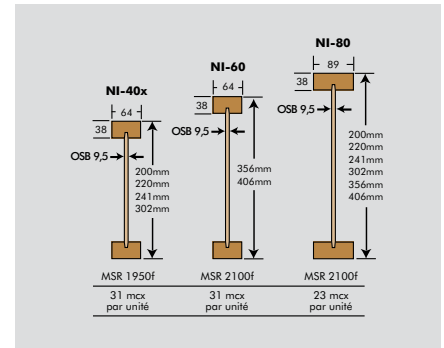 NI-40x
64
38
OSB 9,5
200mm
220mm
241mm
302mm
MSR 1950f
31 mcx
par unité
NI-60
64
38
OSB 9,5
356mm
406mm
MSR 2100f
31 mcx
par unité
NI-80
89
38
OSB 9,5
200mm
220mm
241mm
302mm
356mm
406mm
MSR 2100f
23 mcx
par unité